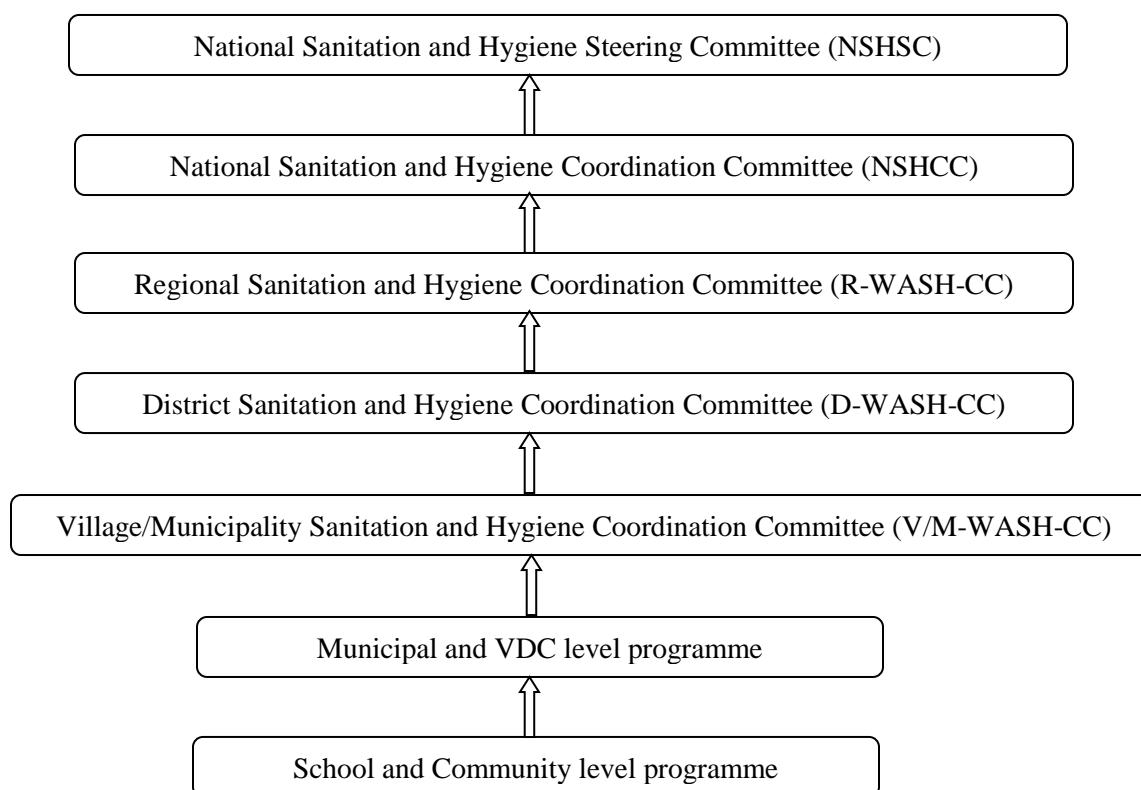 National Sanitation and Hygiene Steering Committee (NSHSC)
National Sanitation and Hygiene Coordination Committee (NSHCC)
Regional Sanitation and Hygiene Coordination Committee (R-WASH-CC)
District Sanitation and Hygiene Coordination Committee (D-WASH-CC)
Village/Municipality Sanitation and Hygiene Coordination Committee (V/M-WASH-CC)
Municipal and VDC level programme
School and Community level programme